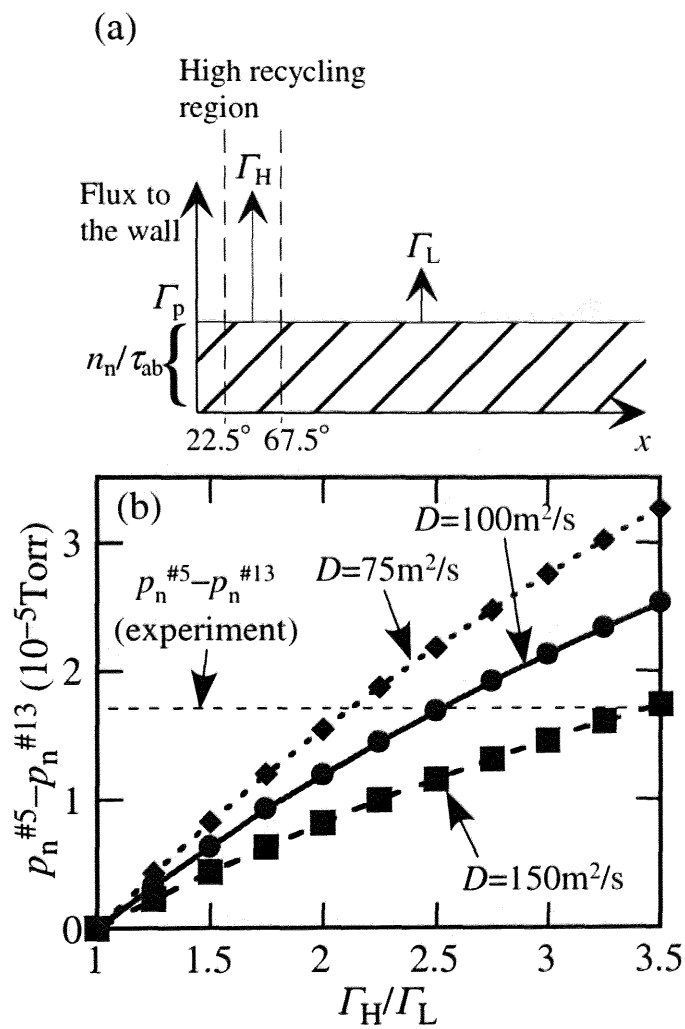 (a)
High recycling
region
Γ_H
Flux to
the wall
Γ_L
Γ_p
n_n/τ_ab
22.5° 67.5° x
(b)
D=100m²/s
D=75m²/s
p_n^#5–p_n^#13
(experiment)
D=150m²/s
p_n^#5–p_n^#13 (10⁻⁵Torr)
3
2
1
0
1 1.5 2 2.5 3 3.5
Γ_H/Γ_L